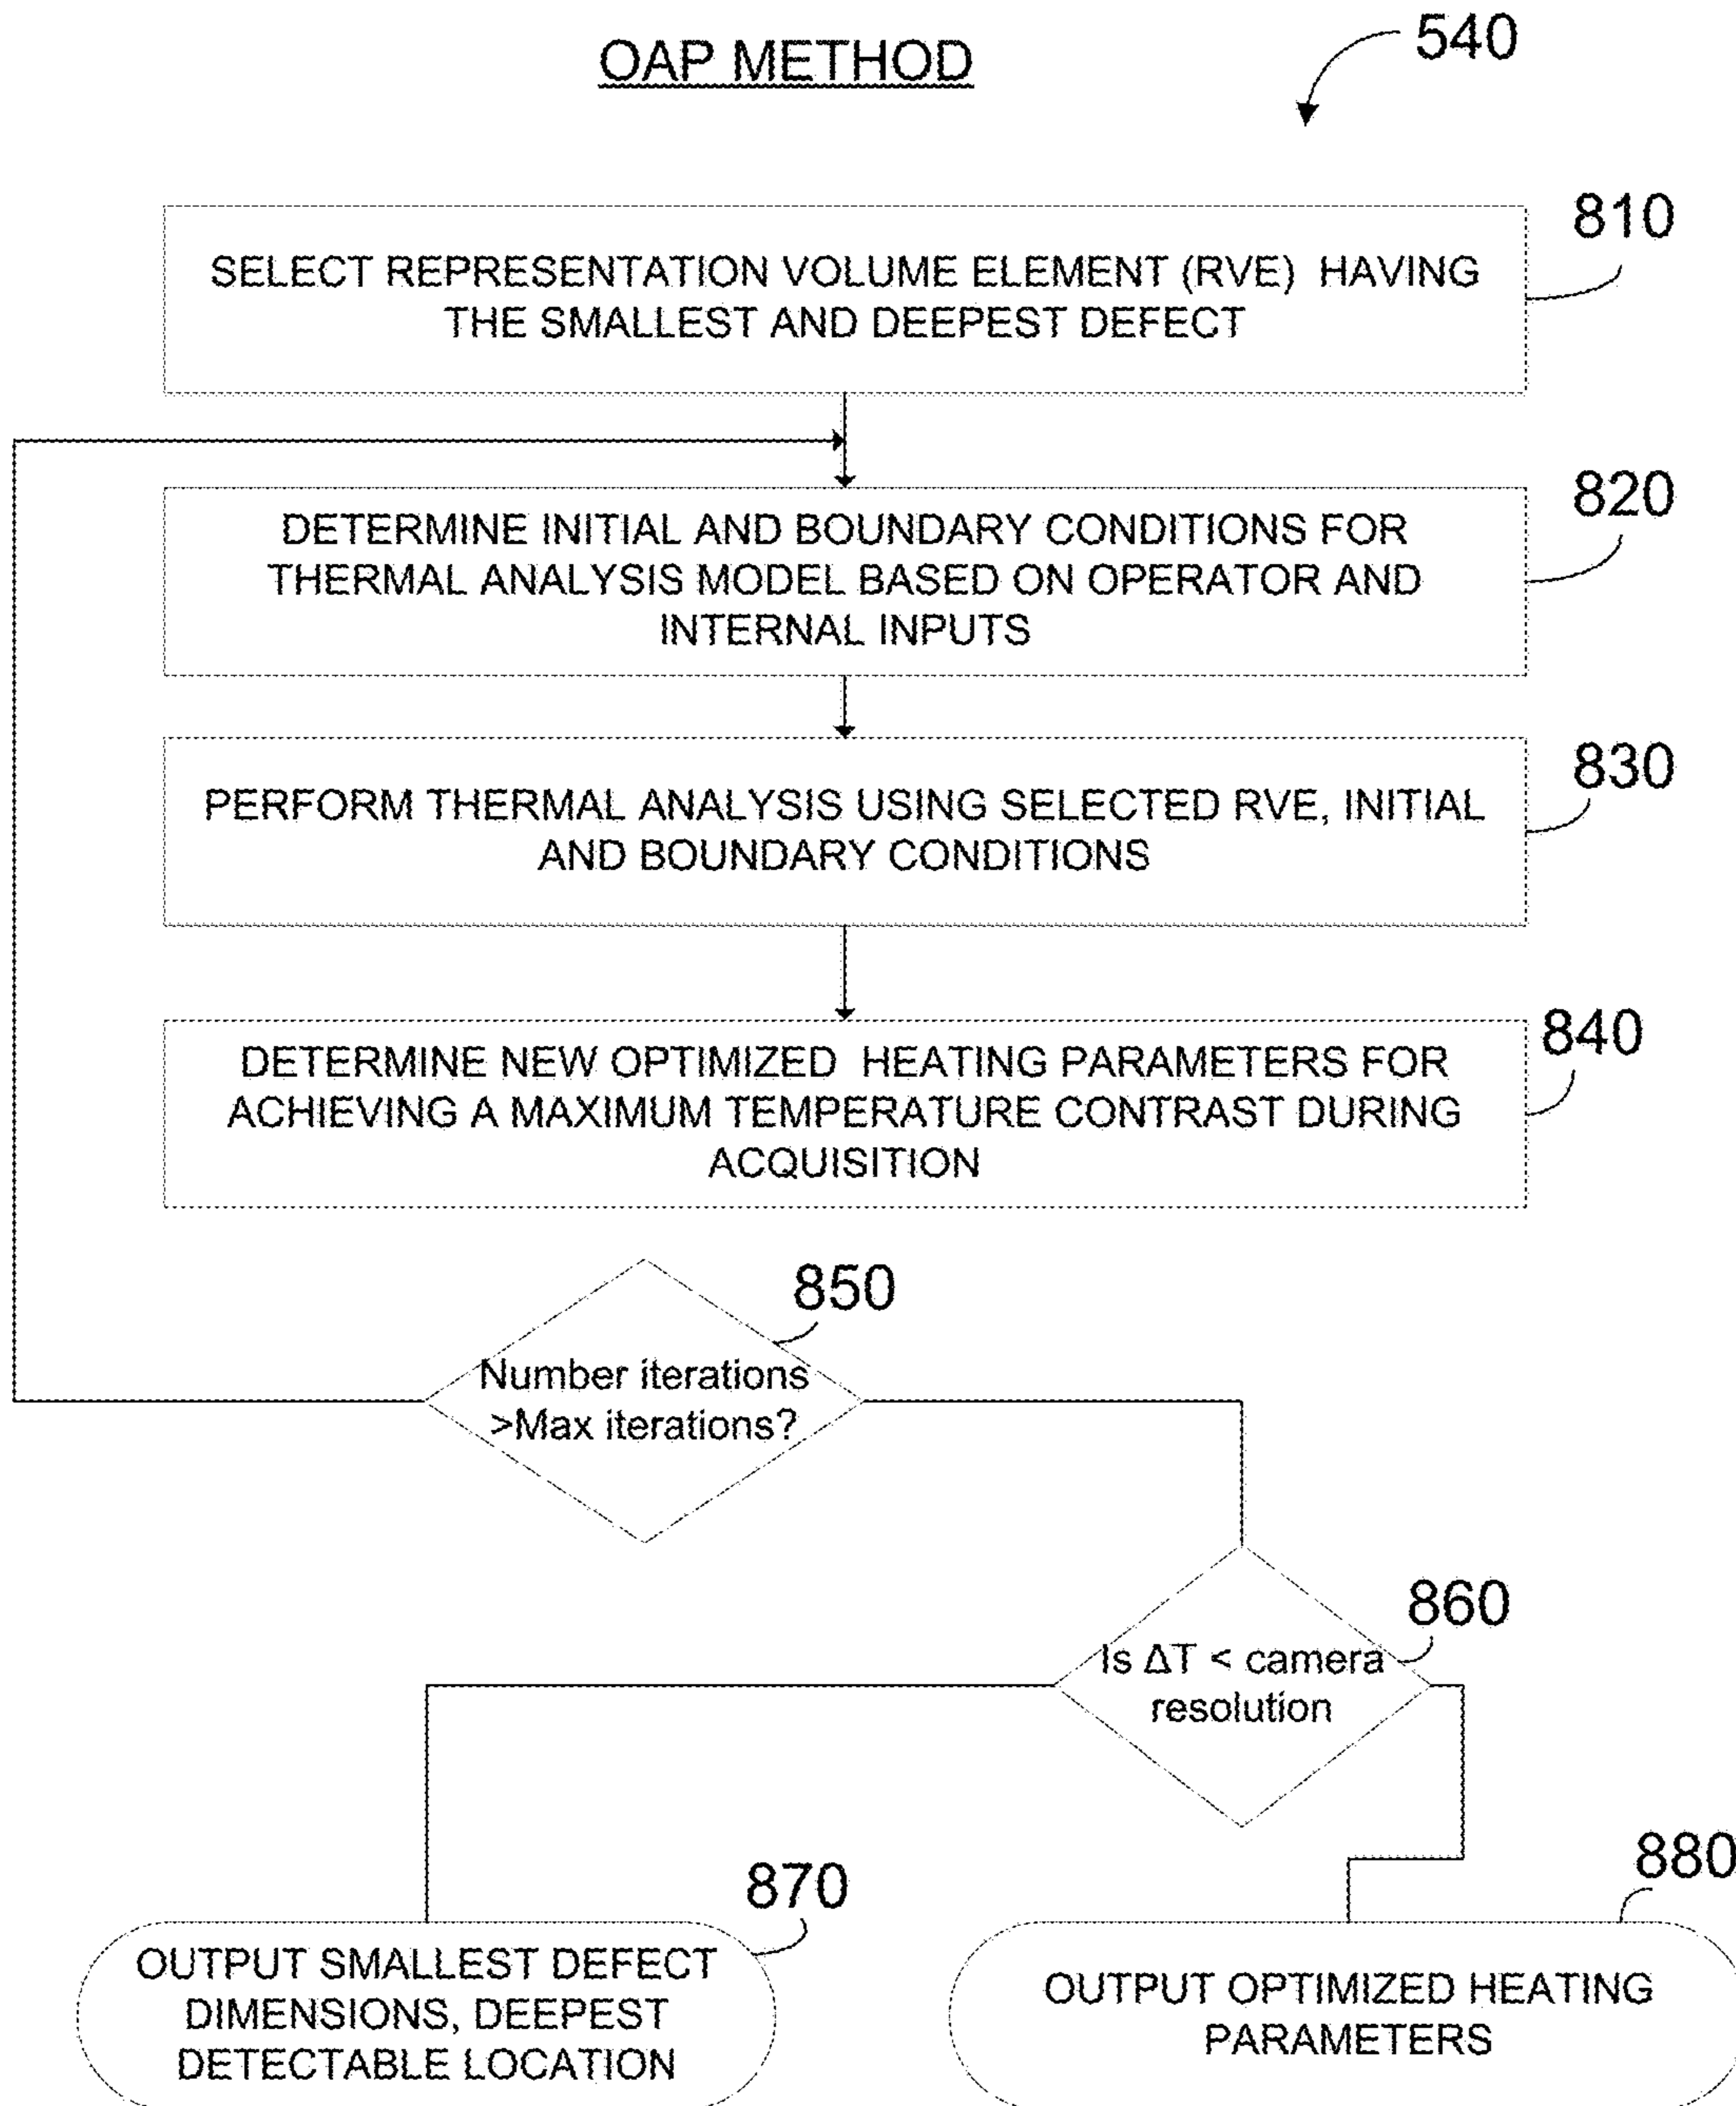 OAP METHOD
540
810
SELECT REPRESENTATION VOLUME ELEMENT (RVE) HAVING
THE SMALLEST AND DEEPEST DEFECT
820
DETERMINE INITIAL AND BOUNDARY CONDITIONS FOR
THERMAL ANALYSIS MODEL BASED ON OPERATOR AND
INTERNAL INPUTS
830
PERFORM THERMAL ANALYSIS USING SELECTED RVE, INITIAL
AND BOUNDARY CONDITIONS
840
DETERMINE NEW OPTIMIZED HEATING PARAMETERS FOR
ACHIEVING A MAXIMUM TEMPERATURE CONTRAST DURING
ACQUISITION
850
Number iterations
>Max iterations?
860
Is ΔT < camera
resolution
870
OUTPUT SMALLEST DEFECT
DIMENSIONS, DEEPEST
DETECTABLE LOCATION
880
OUTPUT OPTIMIZED HEATING
PARAMETERS